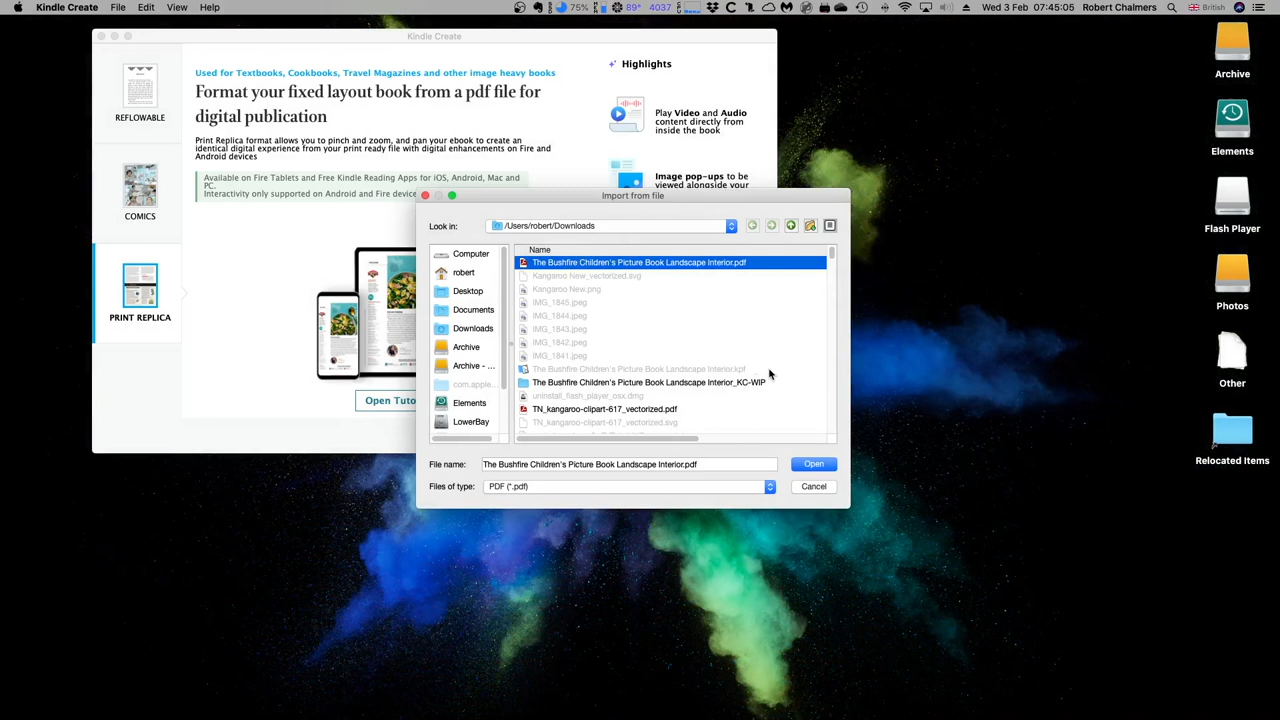 Kindle Create File Edit View Help 75% 89° 4037 British Wed 3 Feb 07:45:05 Robert Chalmers
Kindle Create
REFLOWABLE
COMICS
PRINT REPLICA
Used for Textbooks, Cookbooks, Travel Magazines and other image heavy books
Format your fixed layout book from a pdf file for
digital publication
Print Replica format allows you to pinch and zoom, and pan your ebook to create an
identical digital experience from your print ready file with digital enhancements on Fire and
Android devices
Available on Fire Tablets and Free Kindle Reading Apps for iOS, Android, Mac and
PC.
Interactivity only supported on Android and Fire device
Open Tuto
Highlights
Play Video and Audio
content directly from
inside the book
Image pop-ups to be
viewed alongside your
Import from file
Look in:
/Users/robert/Downloads
Computer
robert
Desktop
Documents
Downloads
Archive
Archive - ...
com.apple...
Elements
LowerBay
Name
The Bushfire Children's Picture Book Landscape Interior.pdf
Kangaroo New_vectorized.svg
Kangaroo New.png
IMG_1845.jpeg
IMG_1844.jpeg
IMG_1843.jpeg
IMG_1842.jpeg
IMG_1841.jpeg
The Bushfire Children's Picture Book Landscape Interior.kpf
The Bushfire Children's Picture Book Landscape Interior_KC-WIP
uninstall_flash_player_osx.dmg
TN_kangaroo-clipart-617_vectorized.pdf
TN_kangaroo-clipart-617_vectorized.svg
File name:
The Bushfire Children's Picture Book Landscape Interior.pdf
Open
Files of type:
PDF (*.pdf)
Cancel
Archive
Elements
Flash Player
Photos
Other
Relocated Items